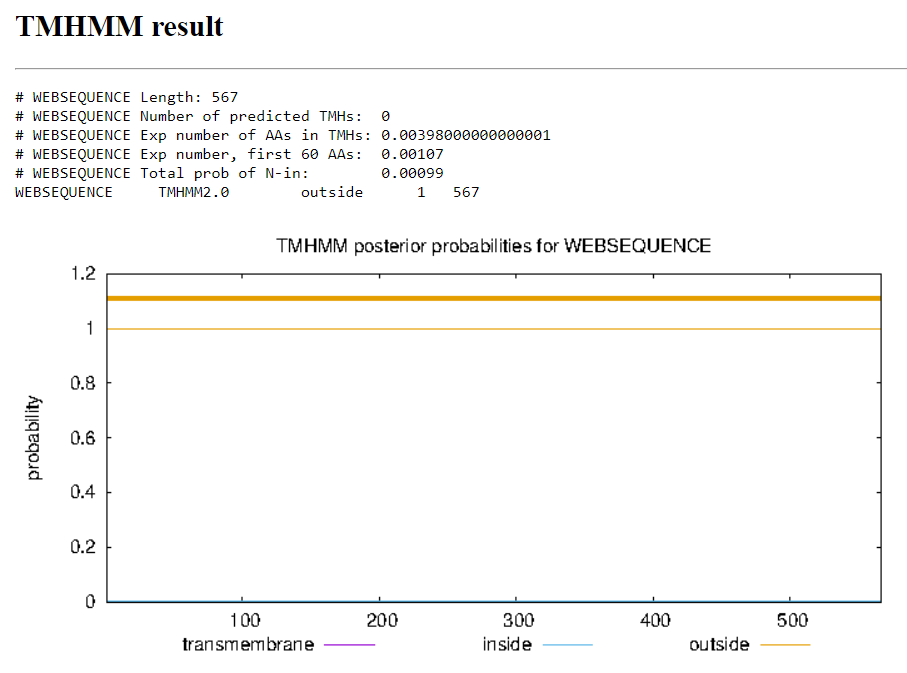 TMHMM result
# WEBSEQUENCE Length: 567
# WEBSEQUENCE Number of predicted TMHs:  0
# WEBSEQUENCE Exp number of AAs in TMHs: 0.00398000000000001
# WEBSEQUENCE Exp number, first 60 AAs:  0.00107
# WEBSEQUENCE Total prob of N-in:        0.00099
WEBSEQUENCE     TMHMM2.0        outside      1   567
TMHMM posterior probabilities for WEBSEQUENCE
1.2
1
0.8
0.6
0.4
0.2
0
probability
100 200 300 400 500
transmembrane inside outside